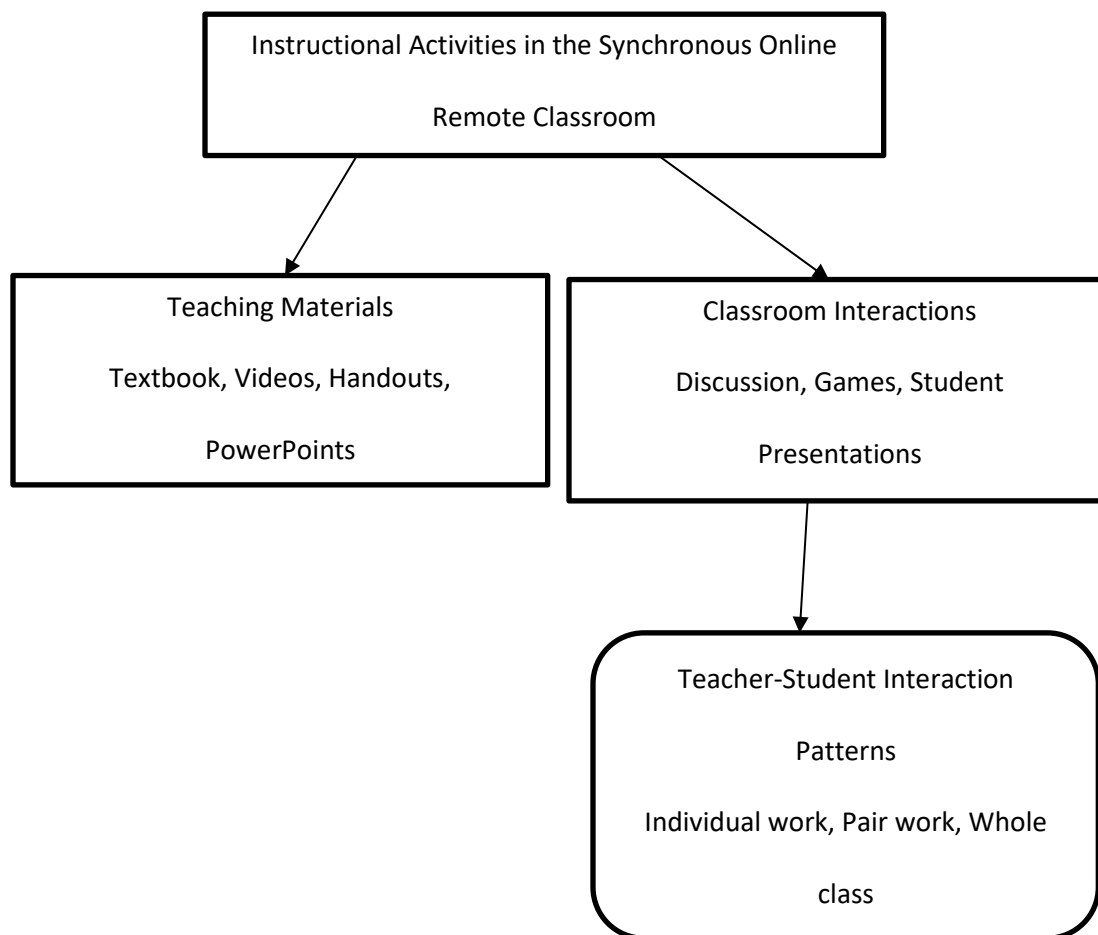 Instructional Activities in the Synchronous Online
Remote Classroom
Teaching Materials
Textbook, Videos, Handouts,
PowerPoints
Classroom Interactions
Discussion, Games, Student
Presentations
Teacher-Student Interaction
Patterns
Individual work, Pair work, Whole
class